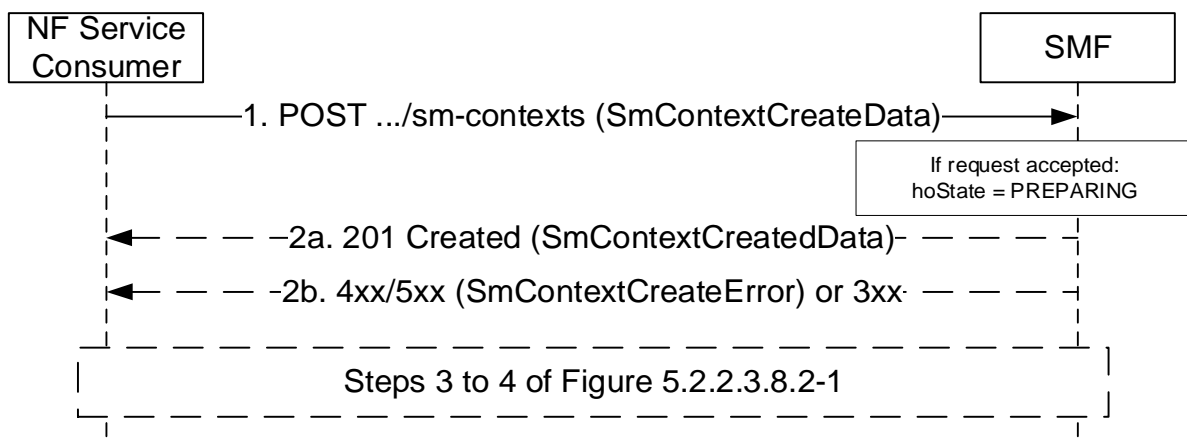 NF Service
Consumer
SMF
1. POST .../sm-contexts (SmContextCreateData)
If request accepted:
hoState = PREPARING
2a. 201 Created (SmContextCreatedData)
2b. 4xx/5xx (SmContextCreateError) or 3xx
Steps 3 to 4 of Figure 5.2.2.3.8.2-1